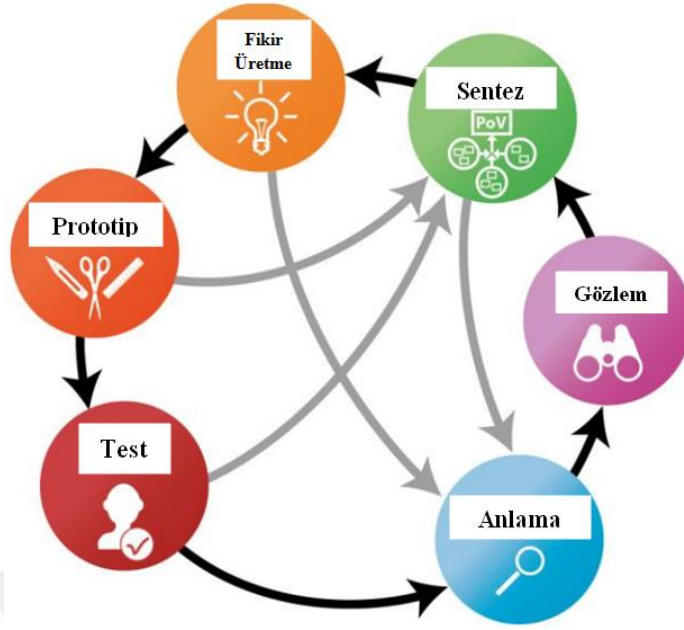 Fikir
Üretme
Sentez
PoV
Prototip
Gözlem
Test
Anlama